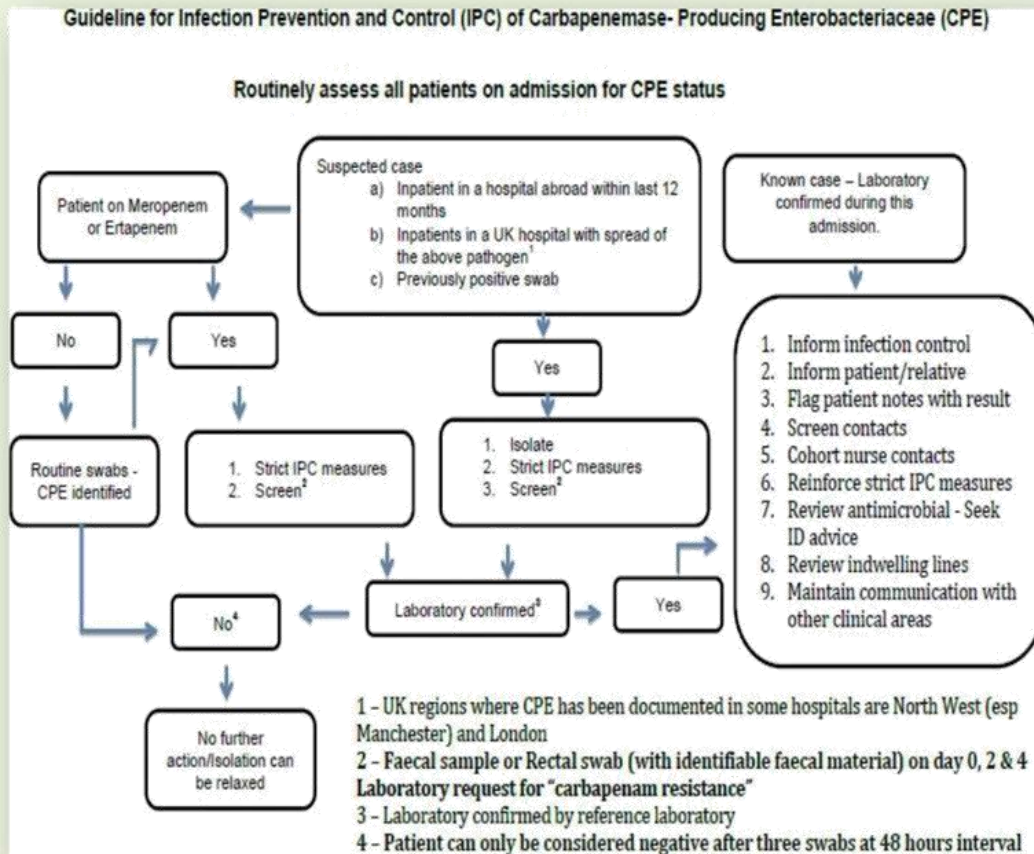 Guideline for Infection Prevention and Control (IPC) of Carbapenemase- Producing Enterobacteriaceae (CPE)
Routinely assess all patients on admission for CPE status
Suspected case
a) Inpatient in a hospital abroad within last 12
months
b) Inpatients in a UK hospital with spread of
the above pathogen¹
c) Previously positive swab
Patient on Meropenem
or Ertapenem
Known case – Laboratory
confirmed during this
admission.
No
Yes
Yes
Routine swabs -
CPE identified
1. Strict IPC measures
2. Screen²
1. Isolate
2. Strict IPC measures
3. Screen²
1. Inform infection control
2. Inform patient/relative
3. Flag patient notes with result
4. Screen contacts
5. Cohort nurse contacts
6. Reinforce strict IPC measures
7. Review antimicrobial - Seek
ID advice
8. Review indwelling lines
9. Maintain communication with
other clinical areas
No⁴
Laboratory confirmed³
Yes
No further
action/Isolation can
be relaxed
1 – UK regions where CPE has been documented in some hospitals are North West (esp
Manchester) and London
2 – Faecal sample or Rectal swab (with identifiable faecal material) on day 0, 2 & 4
Laboratory request for "carbapenam resistance"
3 – Laboratory confirmed by reference laboratory
4 – Patient can only be considered negative after three swabs at 48 hours interval